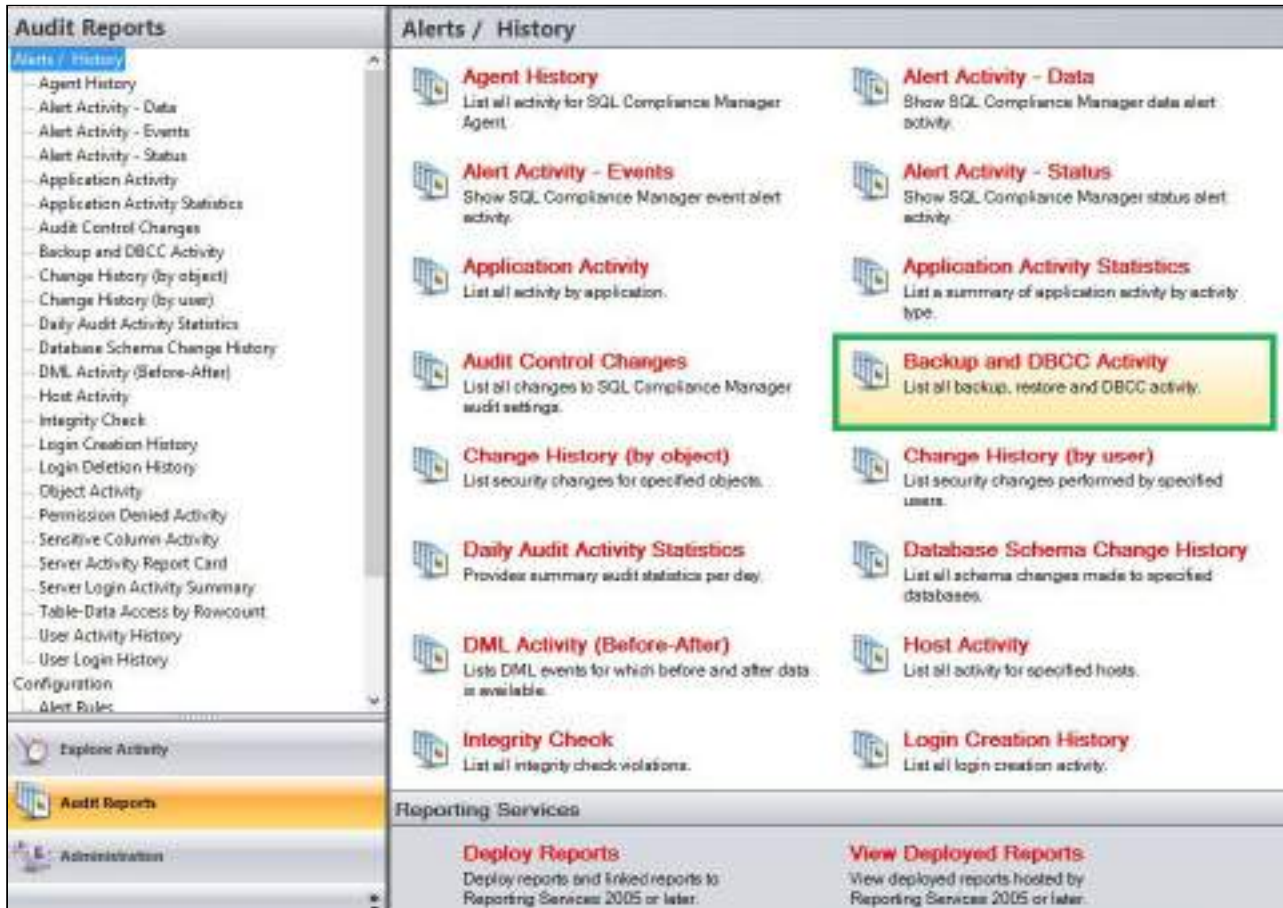 Audit Reports
Alerts / History
Agent History
Alert Activity - Data
Alert Activity - Events
Alert Activity - Status
Application Activity
Application Activity Statistics
Audit Control Changes
Backup and DBCC Activity
Change History (by object)
Change History (by user)
Daily Audit Activity Statistics
Database Schema Change History
DML Activity (Before-After)
Host Activity
Integrity Check
Login Creation History
Login Deletion History
Object Activity
Permission Denied Activity
Sensitive Column Activity
Server Activity Report Card
Server Login Activity Summary
Table-Data Access by Rowcount
User Activity History
User Login History
Configuration
Alert Rules
Explore Activity
Audit Reports
Administration
Alerts / History
Agent History
List all activity for SQL Compliance Manager
Agent.
Alert Activity - Data
Show SQL Compliance Manager data alert
activity.
Alert Activity - Events
Show SQL Compliance Manager event alert
activity.
Alert Activity - Status
Show SQL Compliance Manager status alert
activity.
Application Activity
List all activity by application.
Application Activity Statistics
List a summary of application activity by activity
type.
Audit Control Changes
List all changes to SQL Compliance Manager
audit settings.
Backup and DBCC Activity
List all backup, restore and DBCC activity.
Change History (by object)
List security changes for specified objects.
Change History (by user)
List security changes performed by specified
users.
Daily Audit Activity Statistics
Provides summary audit statistics per day.
Database Schema Change History
List all schema changes made to specified
databases.
DML Activity (Before-After)
Lists DML events for which before and after data
is available.
Host Activity
List all activity for specified hosts.
Integrity Check
List all integrity check violations.
Login Creation History
List all login creation activity.
Reporting Services
Deploy Reports
Deploy reports and linked reports to
Reporting Services 2005 or later.
View Deployed Reports
View deployed reports hosted by
Reporting Services 2005 or later.